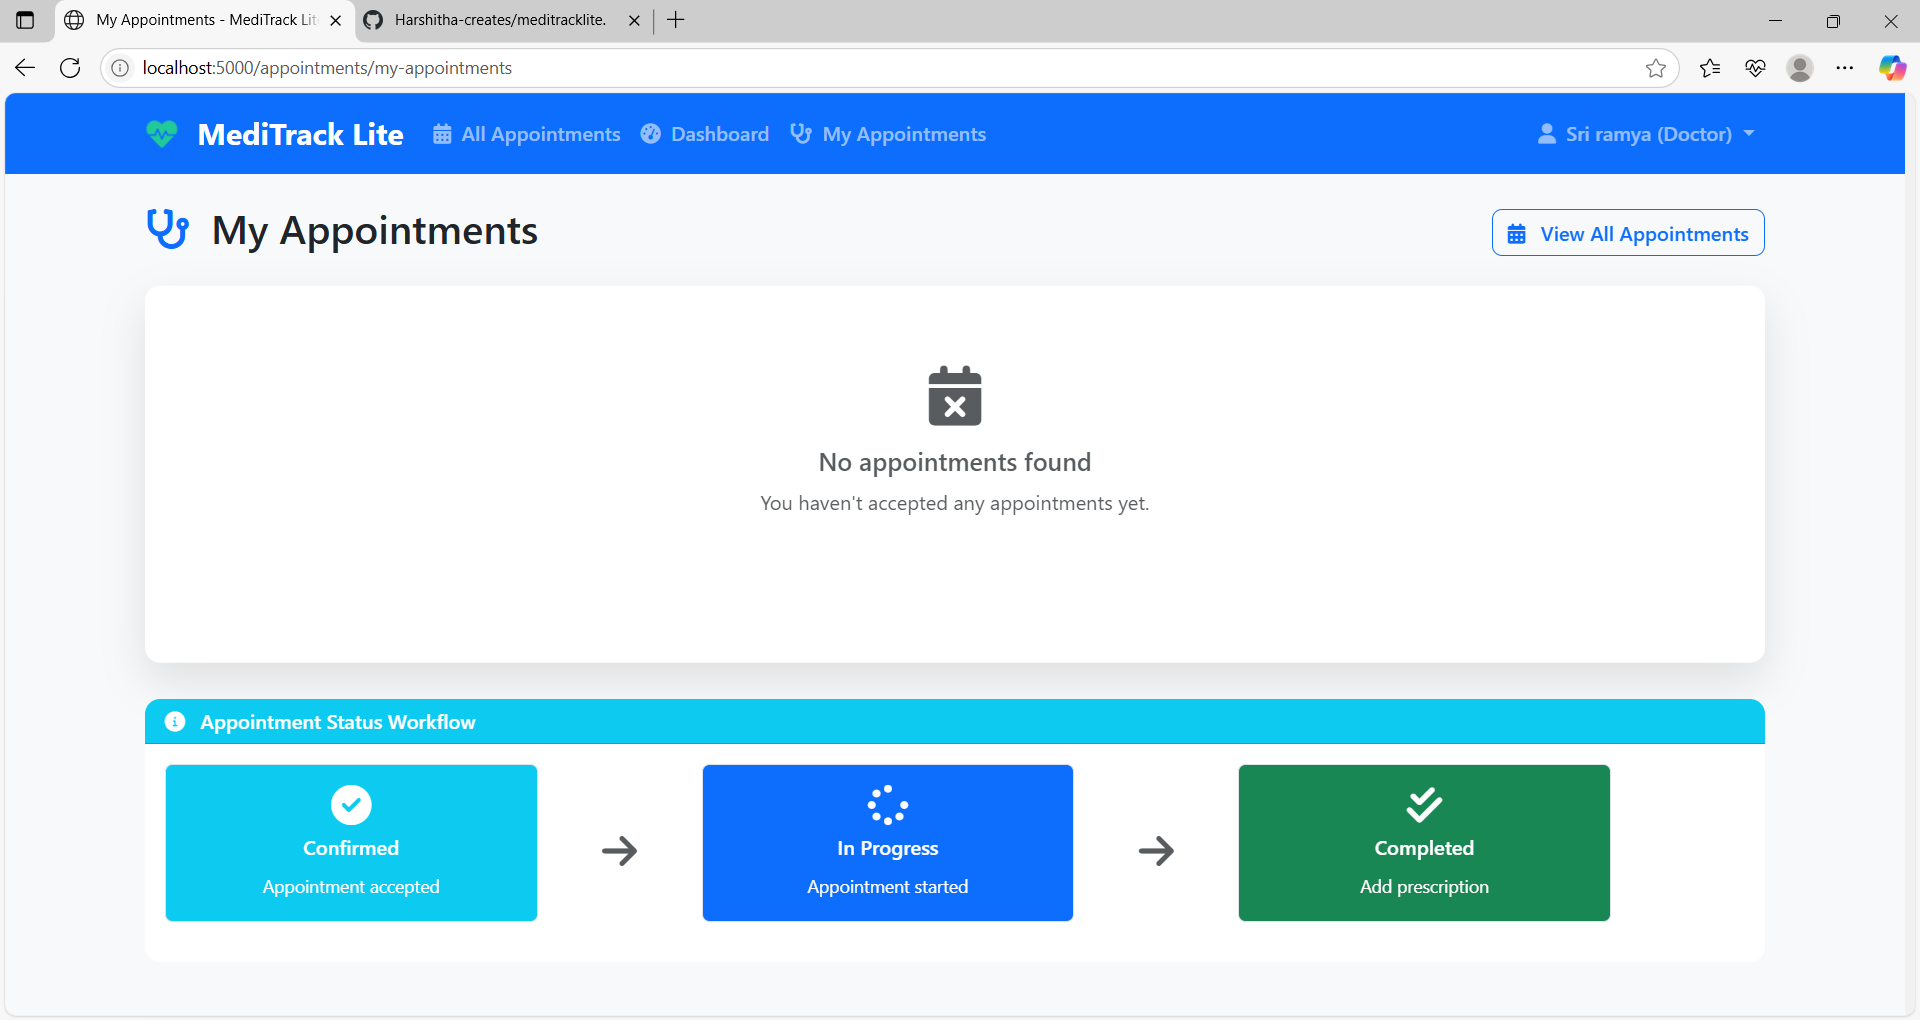 My Appointments - MediTrack Lit
Harshitha-creates/meditracklite.
localhost:5000/appointments/my-appointments
MediTrack Lite
All Appointments
Dashboard
My Appointments
Sri ramya (Doctor)
My Appointments
View All Appointments
No appointments found
You haven't accepted any appointments yet.
Appointment Status Workflow
Confirmed
Appointment accepted
In Progress
Appointment started
Completed
Add prescription